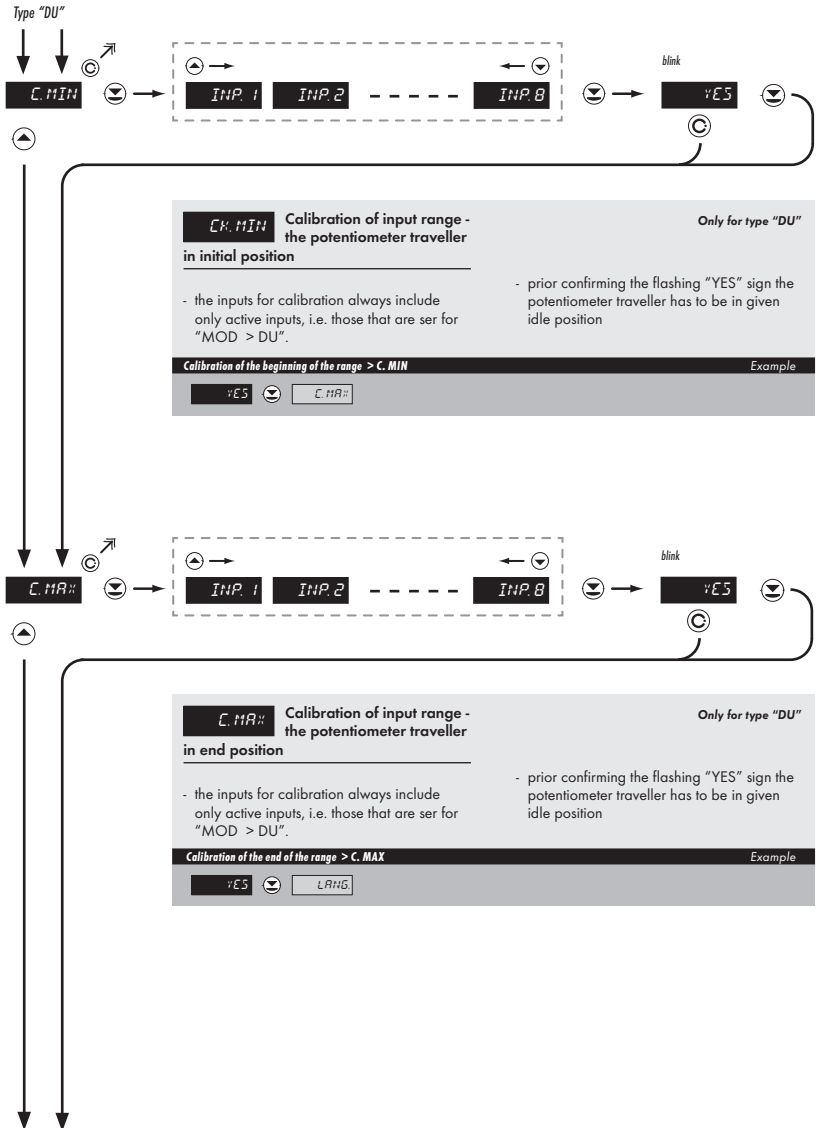 Type “DU”
C. MIN
INP. 1 INP. 2 INP. 8
blink
YES
CK. MIN Calibration of input range -
the potentiometer traveller
in initial position
Only for type “DU”
- the inputs for calibration always include
only active inputs, i.e. those that are ser for
“MOD > DU”.
- prior confirming the flashing “YES” sign the
potentiometer traveller has to be in given
idle position
Calibration of the beginning of the range > C. MIN Example
YES C. MAX
C. MAX
INP. 1 INP. 2 INP. 8
blink
YES
C. MAX Calibration of input range -
the potentiometer traveller
in end position
Only for type “DU”
- the inputs for calibration always include
only active inputs, i.e. those that are ser for
“MOD > DU”.
- prior confirming the flashing “YES” sign the
potentiometer traveller has to be in given
idle position
Calibration of the end of the range > C. MAX Example
YES LANG.